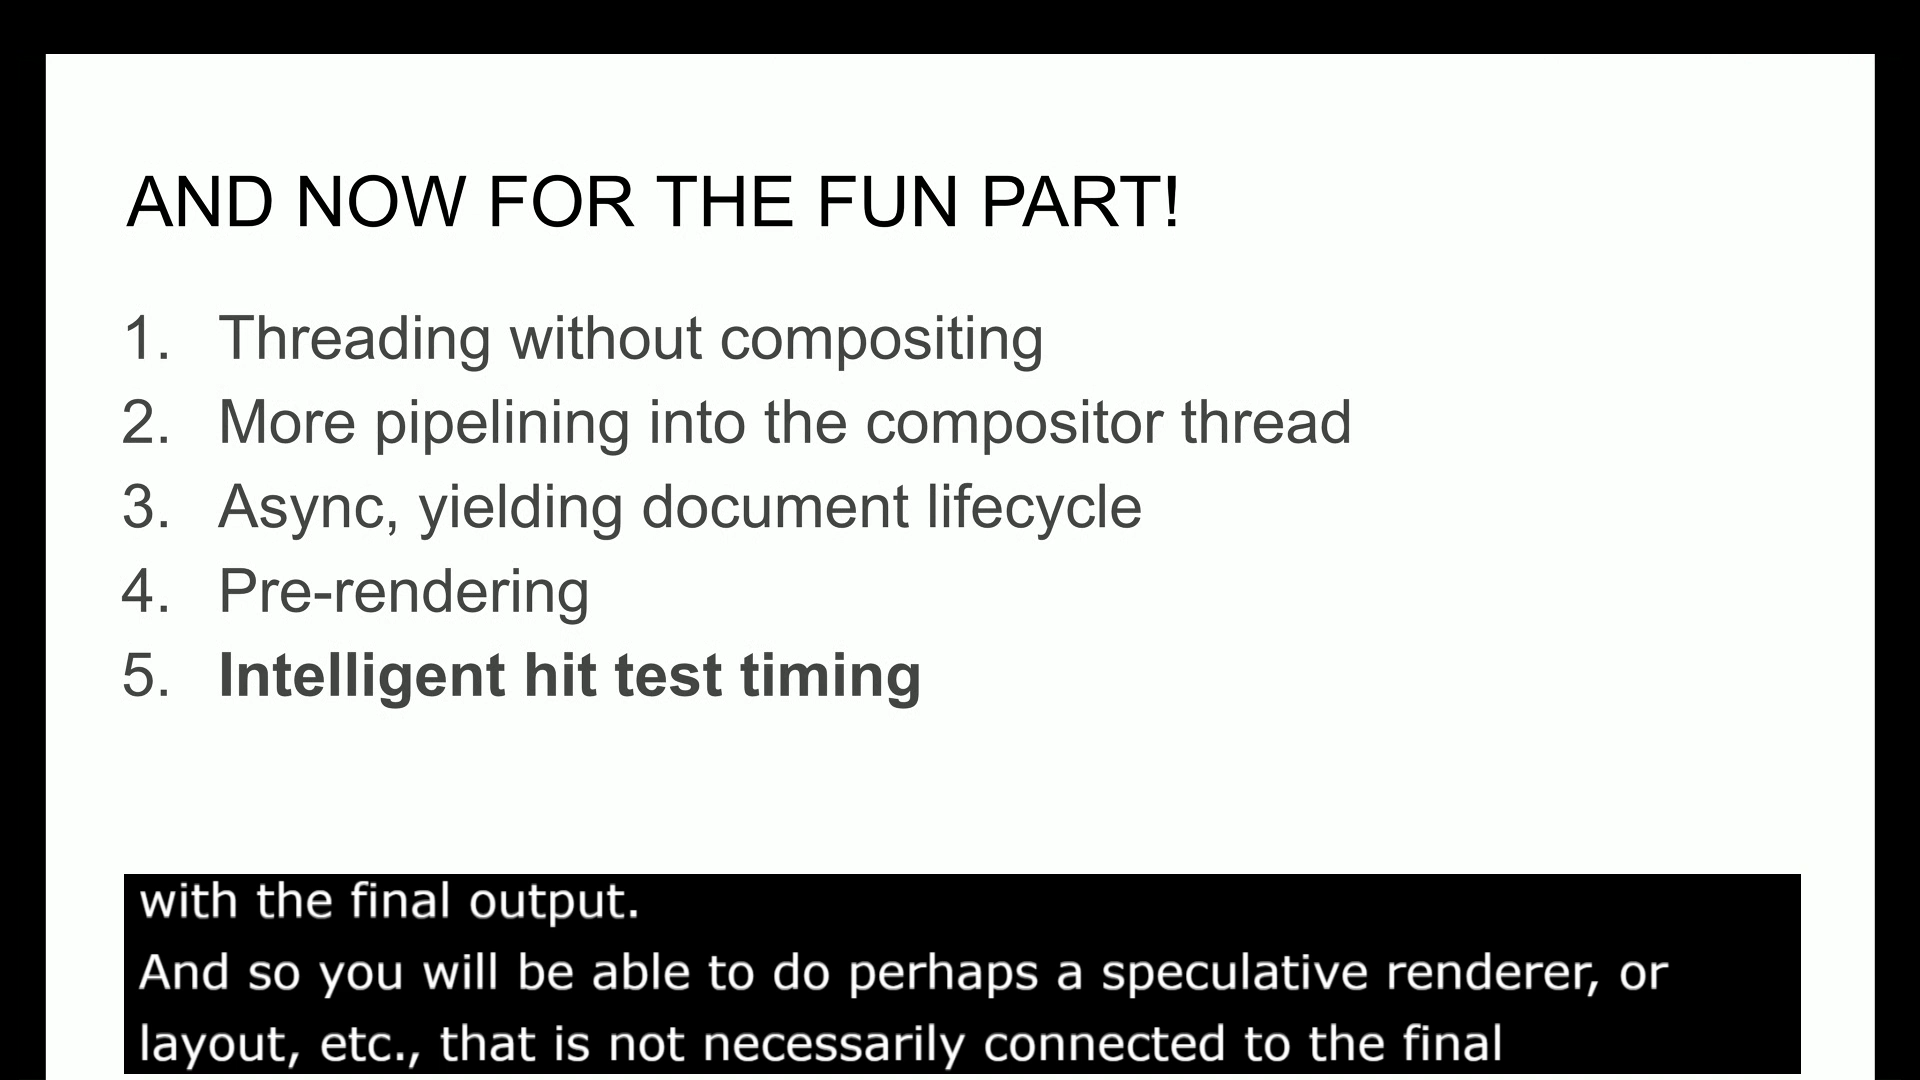 AND NOW FOR THE FUN PART!
1. Threading without compositing
2. More pipelining into the compositor thread
3. Async, yielding document lifecycle
4. Pre-rendering
5. Intelligent hit test timing
with the final output.
And so you will be able to do perhaps a speculative renderer, or
layout, etc., that is not necessarily connected to the final